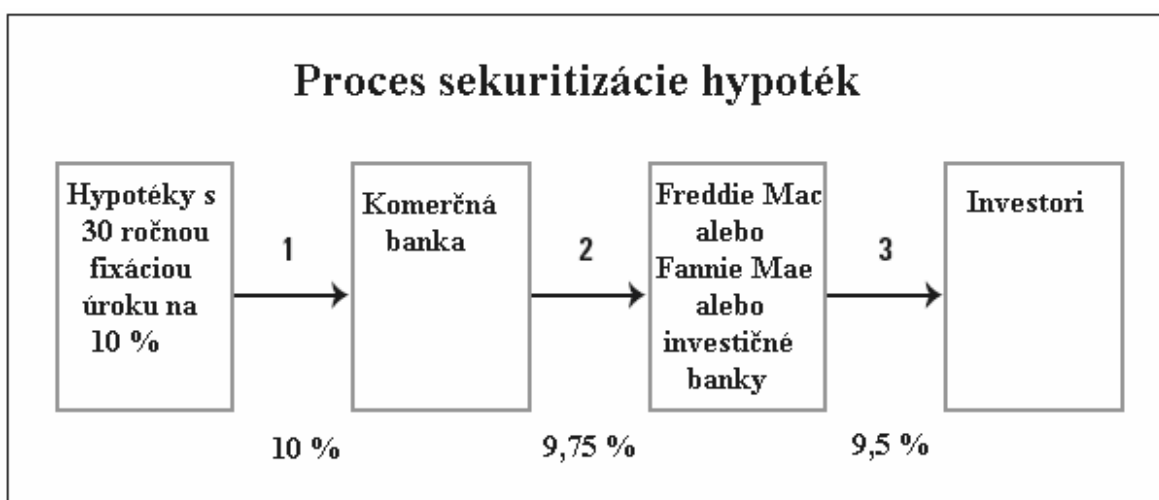 Proces sekuritizácie hypoték
Hypotéky s
30 ročnou
fixáciou
úroku na
10 %
1
Komerčná
banka
2
Freddie Mac
alebo
Fannie Mae
alebo
investičné
banky
3
Investori
10 %
9,75 %
9,5 %